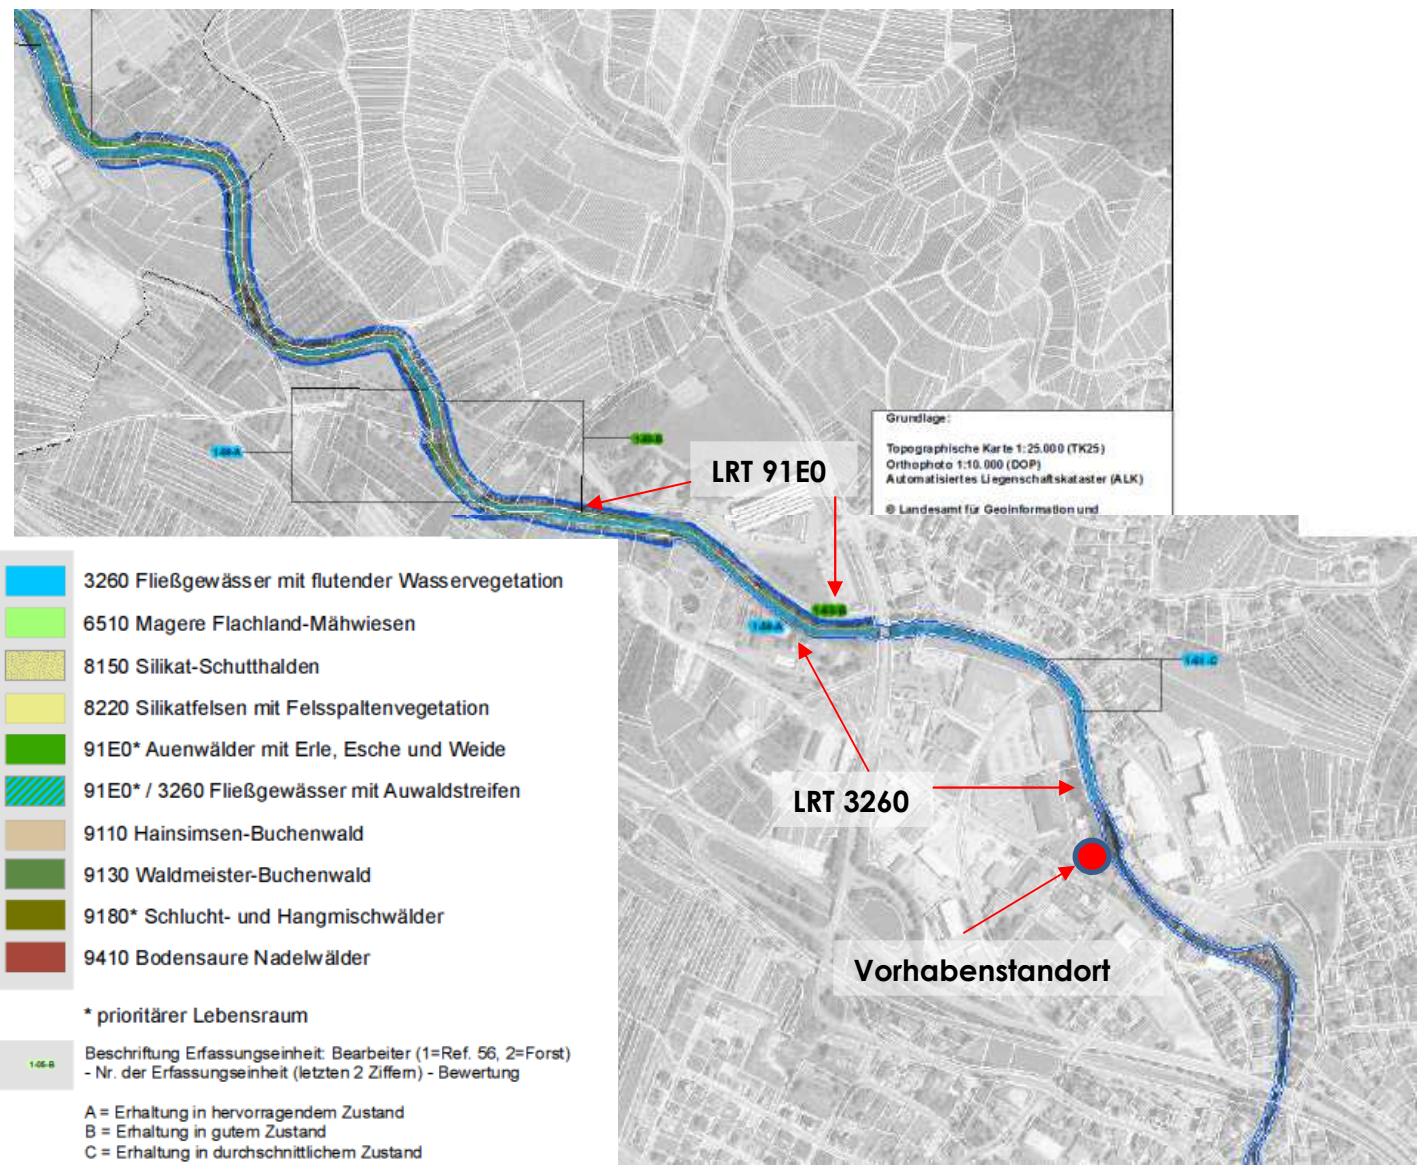 Grundlage:
Topographische Karte 1:25.000 (TK25)
Orthophoto 1:10.000 (DOP)
Automatisiertes Liegenschaftskataster (ALK)
© Landesamt für Geoinformation und
LRT 91E0
LRT 3260
Vorhabenstandort
3260 Fließgewässer mit flutender Wasservegetation
6510 Magere Flachland-Mähwiesen
8150 Silikat-Schutthalden
8220 Silikatfelsen mit Felsspaltenvegetation
91E0* Auenwälder mit Erle, Esche und Weide
91E0* / 3260 Fließgewässer mit Auwaldstreifen
9110 Hainsimsen-Buchenwald
9130 Waldmeister-Buchenwald
9180* Schlucht- und Hangmischwälder
9410 Bodensaure Nadelwälder
* prioritärer Lebensraum
1-05-B
Beschriftung Erfassungseinheit: Bearbeiter (1=Ref. 56, 2=Forst)
- Nr. der Erfassungseinheit (letzten 2 Ziffern) - Bewertung
A = Erhaltung in hervorragendem Zustand
B = Erhaltung in gutem Zustand
C = Erhaltung in durchschnittlichem Zustand